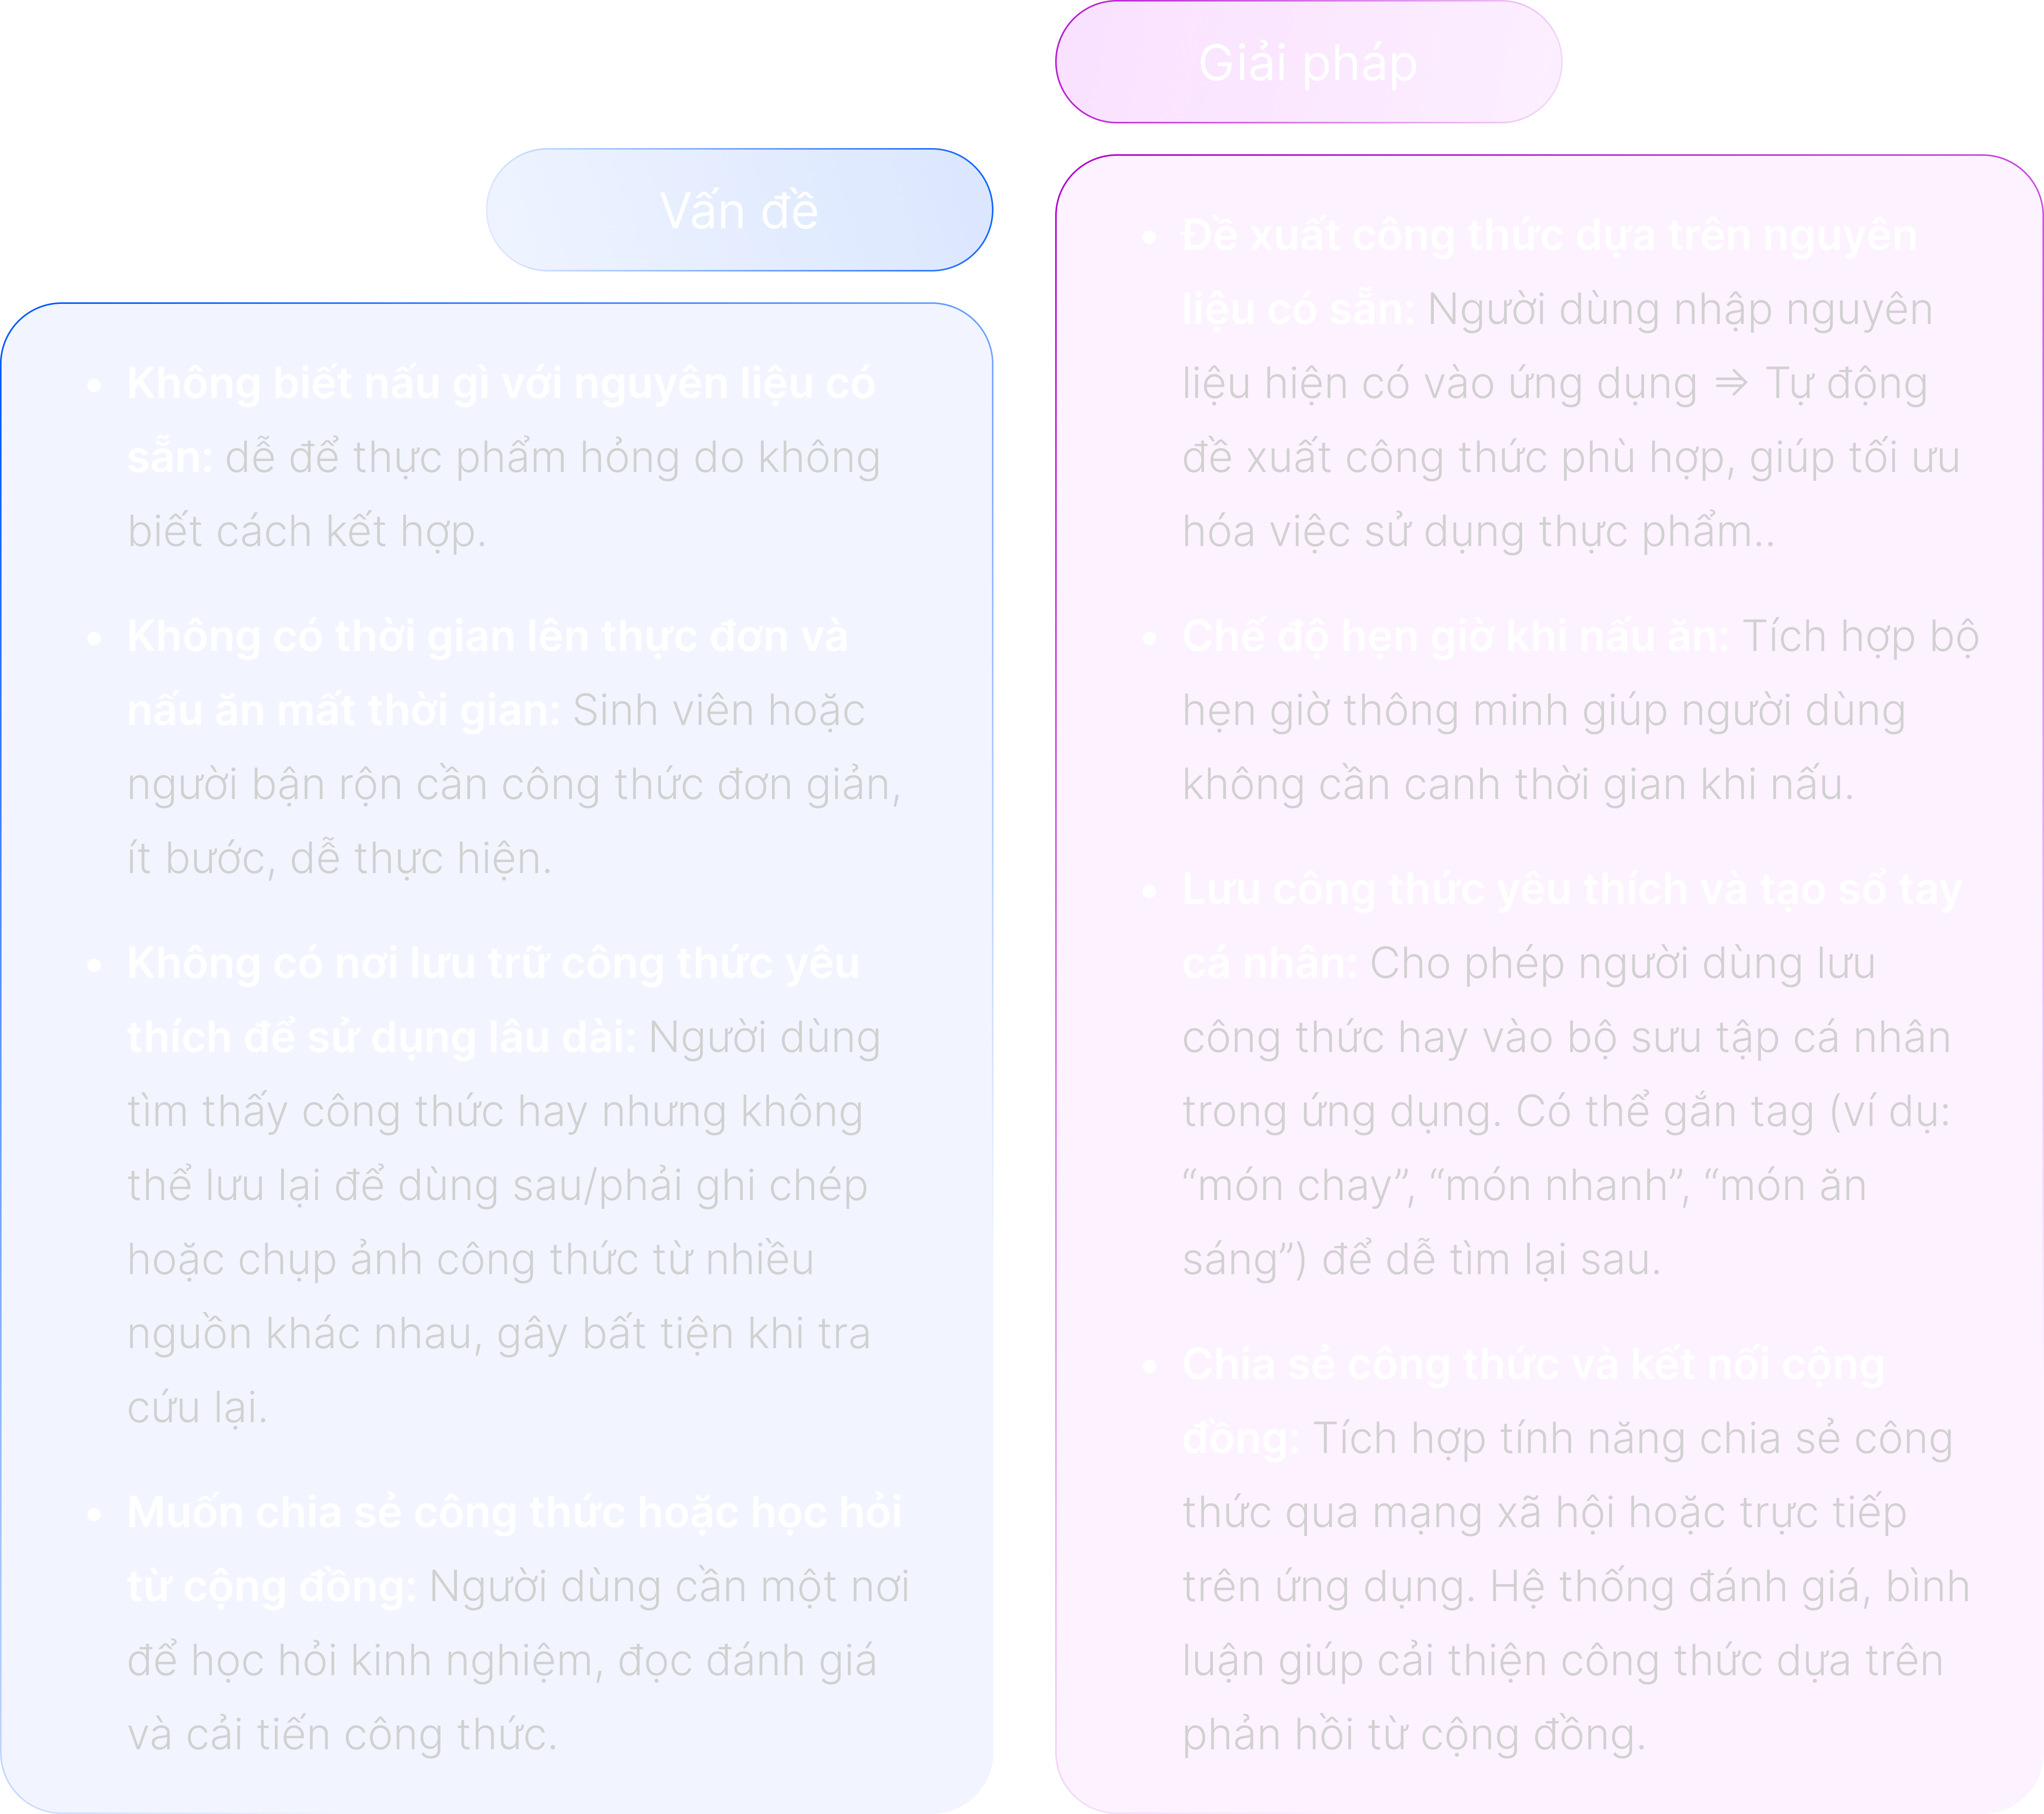 Vấn đề
• Không biết nấu gì với nguyên liệu có
sẵn: dễ để thực phẩm hỏng do không
biết cách kết hợp.
• Không có thời gian lên thực đơn và
nấu ăn mất thời gian: Sinh viên hoặc
người bận rộn cần công thức đơn giản,
ít bước, dễ thực hiện.
• Không có nơi lưu trữ công thức yêu
thích để sử dụng lâu dài: Người dùng
tìm thấy công thức hay nhưng không
thể lưu lại để dùng sau/phải ghi chép
hoặc chụp ảnh công thức từ nhiều
nguồn khác nhau, gây bất tiện khi tra
cứu lại.
• Muốn chia sẻ công thức hoặc học hỏi
từ cộng đồng: Người dùng cần một nơi
để học hỏi kinh nghiệm, đọc đánh giá
và cải tiến công thức.
Giải pháp
• Đề xuất công thức dựa trên nguyên
liệu có sẵn: Người dùng nhập nguyên
liệu hiện có vào ứng dụng => Tự động
đề xuất công thức phù hợp, giúp tối ưu
hóa việc sử dụng thực phẩm..
• Chế độ hẹn giờ khi nấu ăn: Tích hợp bộ
hẹn giờ thông minh giúp người dùng
không cần canh thời gian khi nấu.
• Lưu công thức yêu thích và tạo sổ tay
cá nhân: Cho phép người dùng lưu
công thức hay vào bộ sưu tập cá nhân
trong ứng dụng. Có thể gắn tag (ví dụ:
“món chay”, “món nhanh”, “món ăn
sáng”) để dễ tìm lại sau.
• Chia sẻ công thức và kết nối cộng
đồng: Tích hợp tính năng chia sẻ công
thức qua mạng xã hội hoặc trực tiếp
trên ứng dụng. Hệ thống đánh giá, bình
luận giúp cải thiện công thức dựa trên
phản hồi từ cộng đồng.